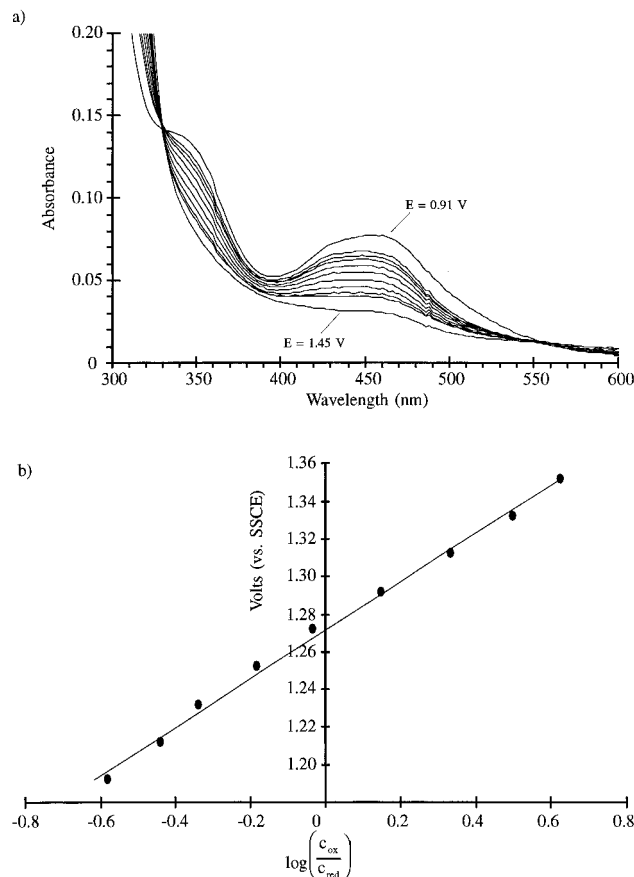 a)
0.20
0.15
0.10
0.05
0
Absorbance
E = 0.91 V
E = 1.45 V
300 350 400 450 500 550 600
Wavelength (nm)
b)
1.36
1.34
1.32
1.30
1.28
1.26
1.24
1.22
1.20
Volts (vs. SSCE)
-0.8 -0.6 -0.4 -0.2 0 0.2 0.4 0.6 0.8
log(c_ox/c_red)